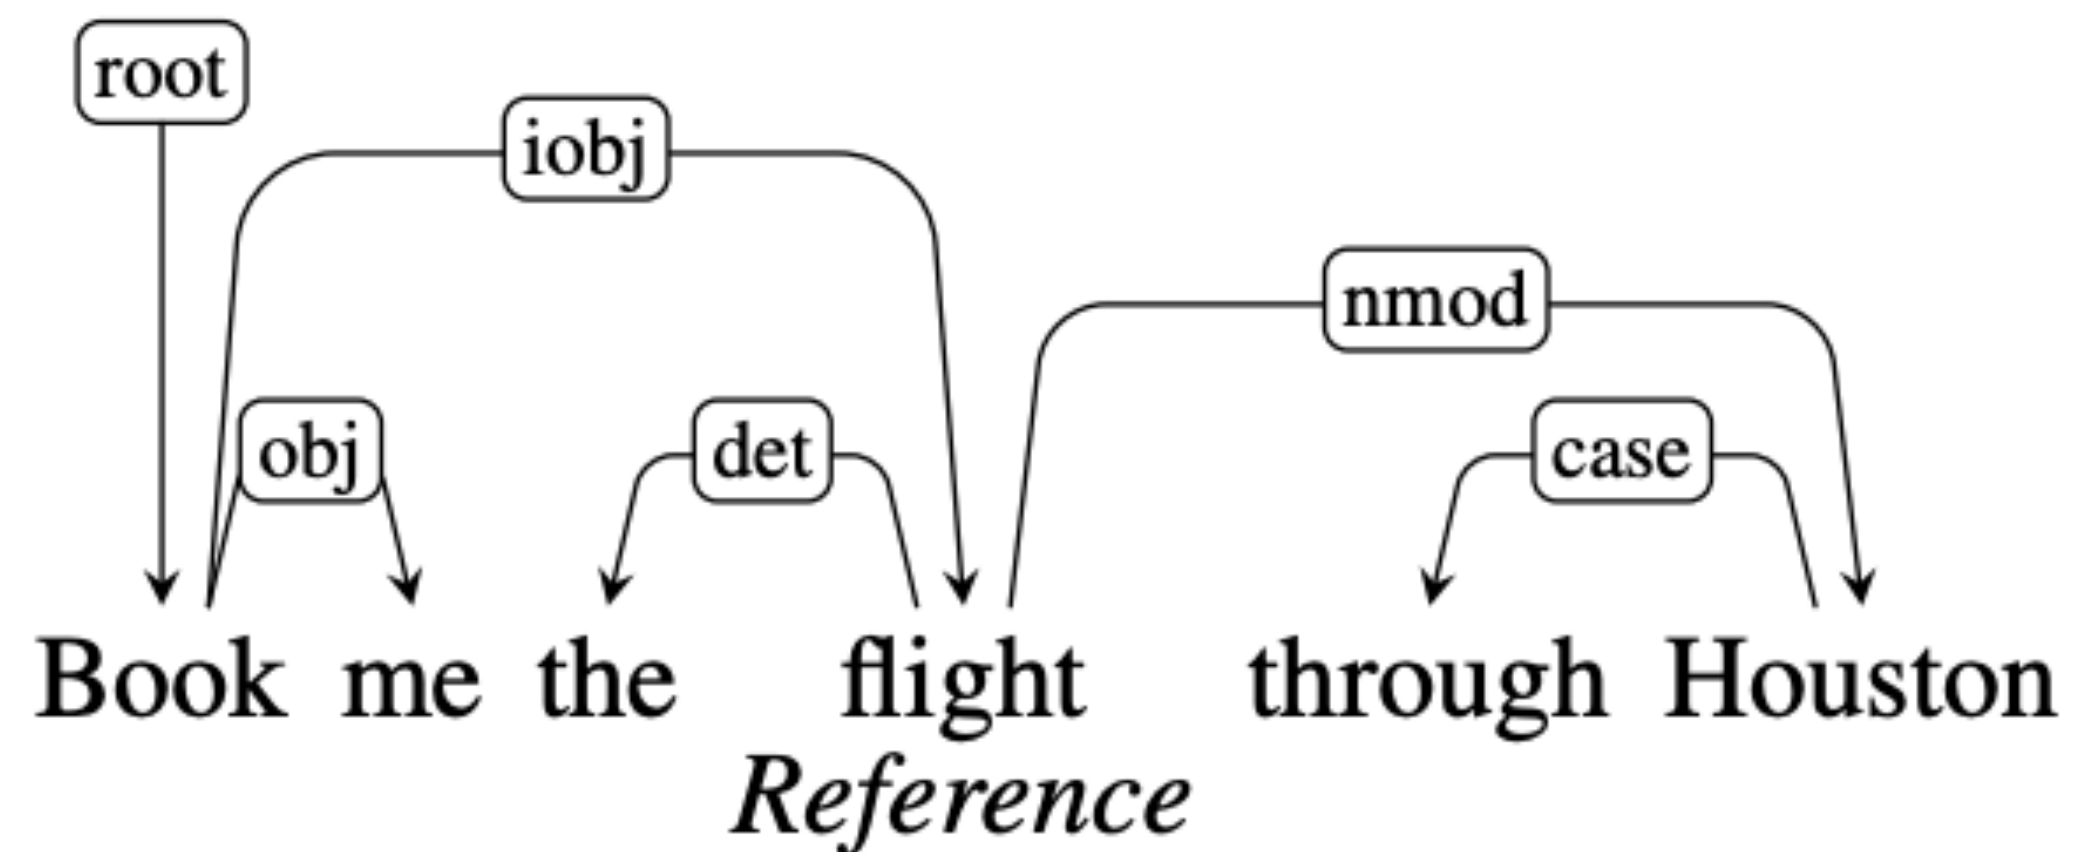 root
iobj
nmod
obj det case
Book me the flight through Houston
Reference